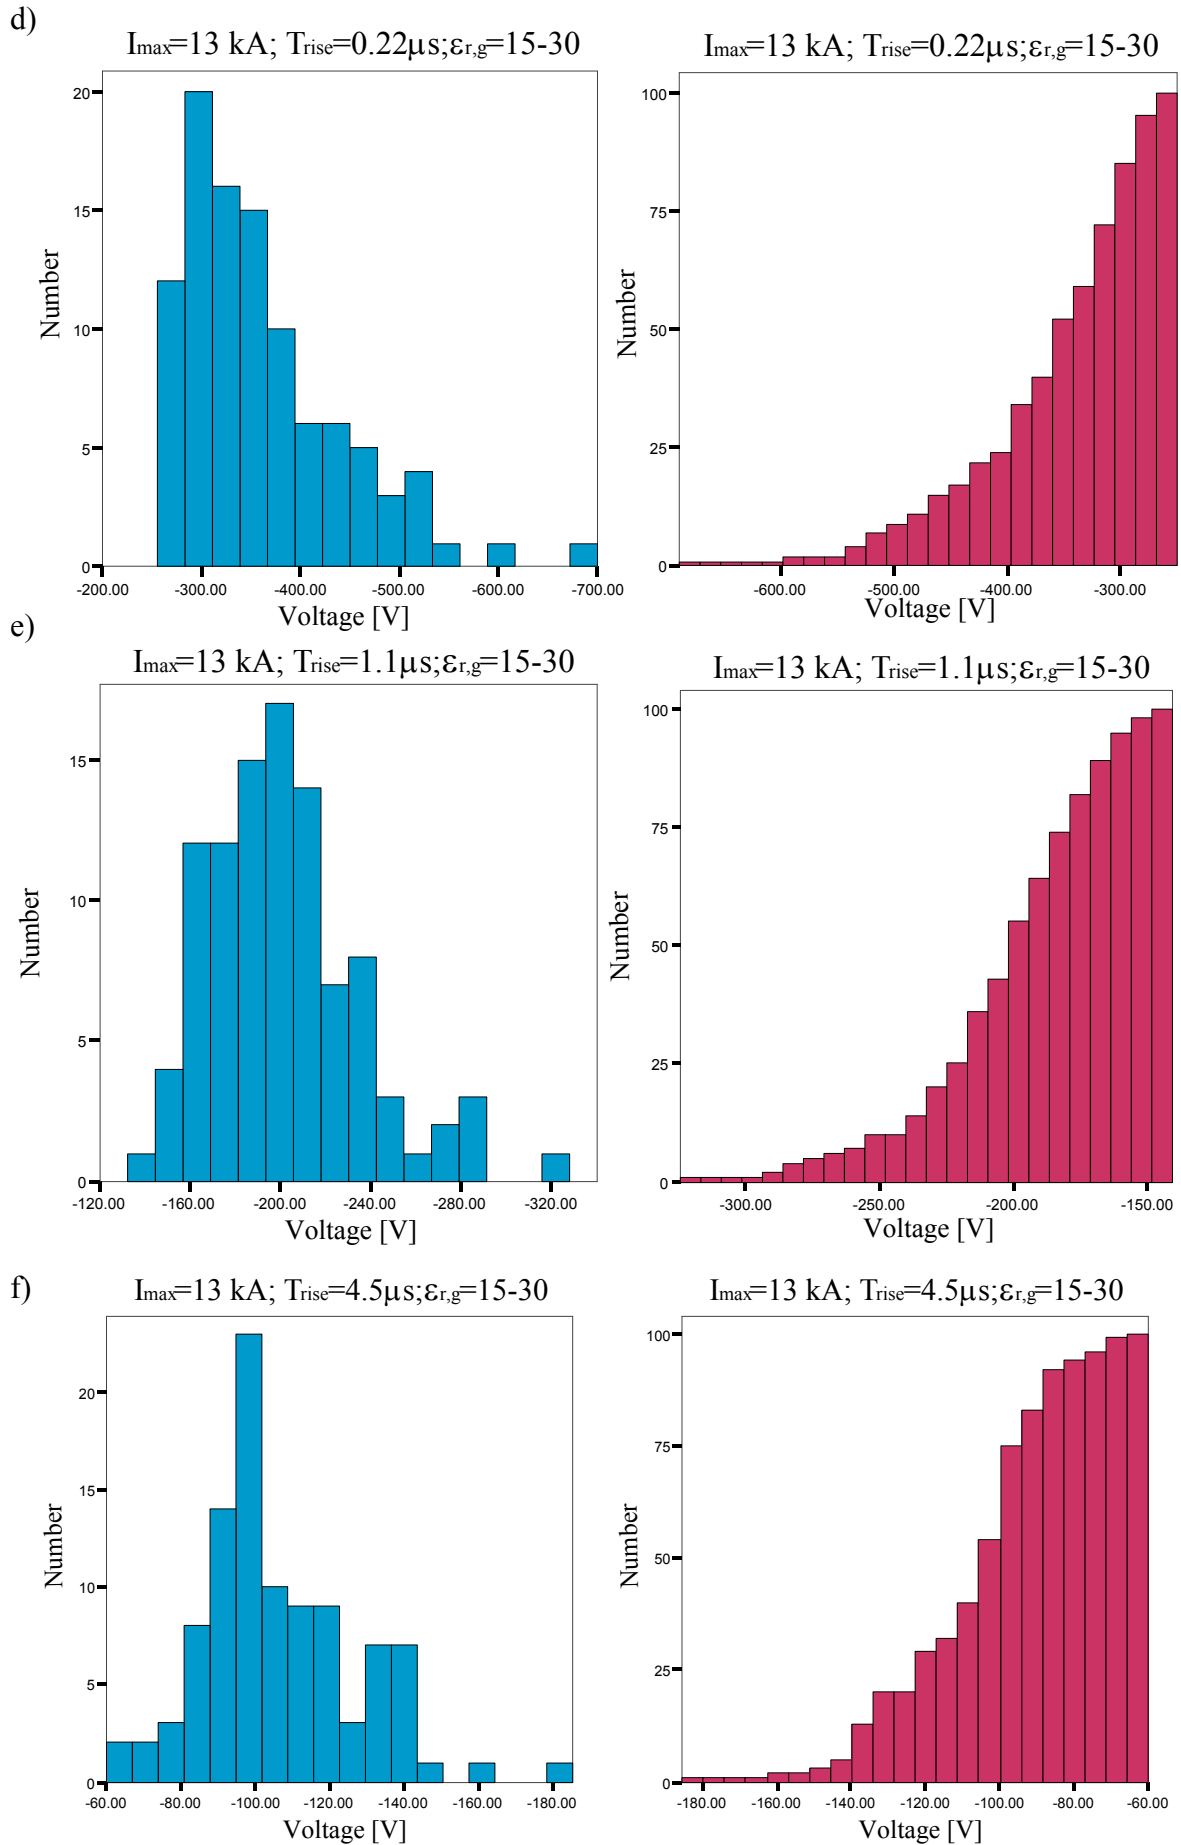 d)
Imax=13 kA; Trise=0.22μs;εr,g=15-30
Imax=13 kA; Trise=0.22μs;εr,g=15-30
20
15
10
5
0
Number
-200.00 -300.00 -400.00 -500.00 -600.00 -700.00
Voltage [V]
100
75
50
25
0
Number
-600.00 -500.00 -400.00 -300.00
Voltage [V]
e)
Imax=13 kA; Trise=1.1μs;εr,g=15-30
Imax=13 kA; Trise=1.1μs;εr,g=15-30
15
10
5
0
Number
-120.00 -160.00 -200.00 -240.00 -280.00 -320.00
Voltage [V]
100
75
50
25
0
Number
-300.00 -250.00 -200.00 -150.00
Voltage [V]
f)
Imax=13 kA; Trise=4.5μs;εr,g=15-30
Imax=13 kA; Trise=4.5μs;εr,g=15-30
20
15
10
5
0
Number
-60.00 -80.00 -100.00 -120.00 -140.00 -160.00 -180.00
Voltage [V]
100
75
50
25
0
Number
-180.00 -160.00 -140.00 -120.00 -100.00 -80.00 -60.00
Voltage [V]